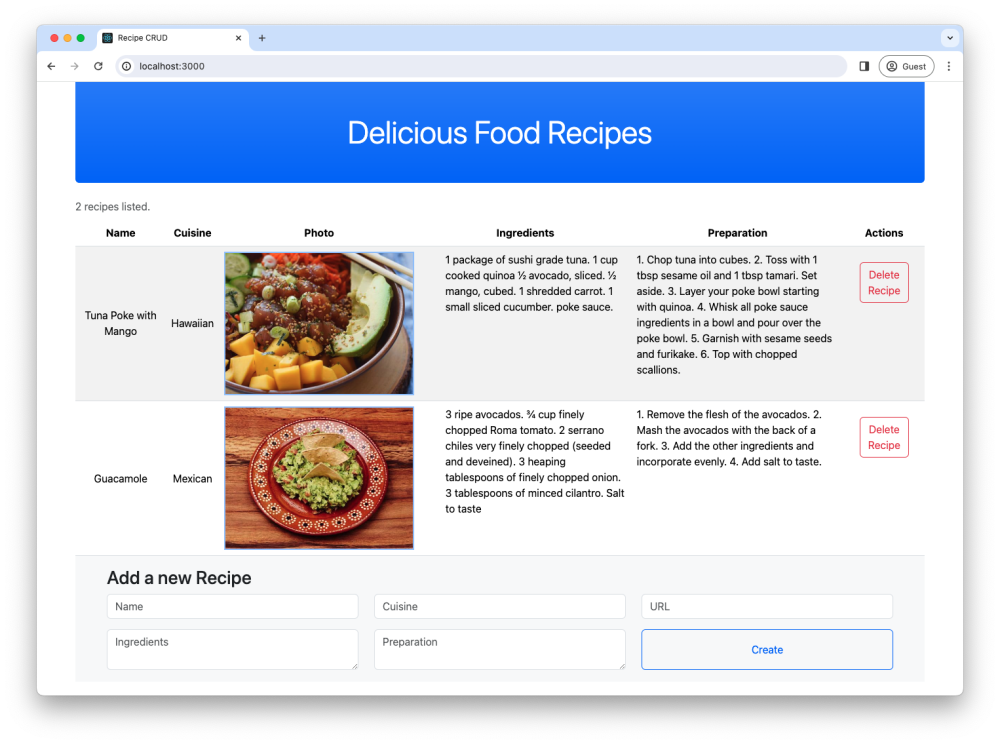 Recipe CRUD
localhost:3000
Guest
Delicious Food Recipes
2 recipes listed.
Name Cuisine Photo Ingredients Preparation Actions
Tuna Poke with
Mango
Hawaiian
1 package of sushi grade tuna. 1 cup
cooked quinoa ½ avocado, sliced. ½
mango, cubed. 1 shredded carrot. 1
small sliced cucumber. poke sauce.
1. Chop tuna into cubes. 2. Toss with 1
tbsp sesame oil and 1 tbsp tamari. Set
aside. 3. Layer your poke bowl starting
with quinoa. 4. Whisk all poke sauce
ingredients in a bowl and pour over the
poke bowl. 5. Garnish with sesame seeds
and furikake. 6. Top with chopped
scallions.
Delete
Recipe
Guacamole
Mexican
3 ripe avocados. ¾ cup finely
chopped Roma tomato. 2 serrano
chiles very finely chopped (seeded
and deveined). 3 heaping
tablespoons of finely chopped onion.
3 tablespoons of minced cilantro. Salt
to taste
1. Remove the flesh of the avocados. 2.
Mash the avocados with the back of a
fork. 3. Add the other ingredients and
incorporate evenly. 4. Add salt to taste.
Delete
Recipe
Add a new Recipe
Name Cuisine URL
Ingredients Preparation Create